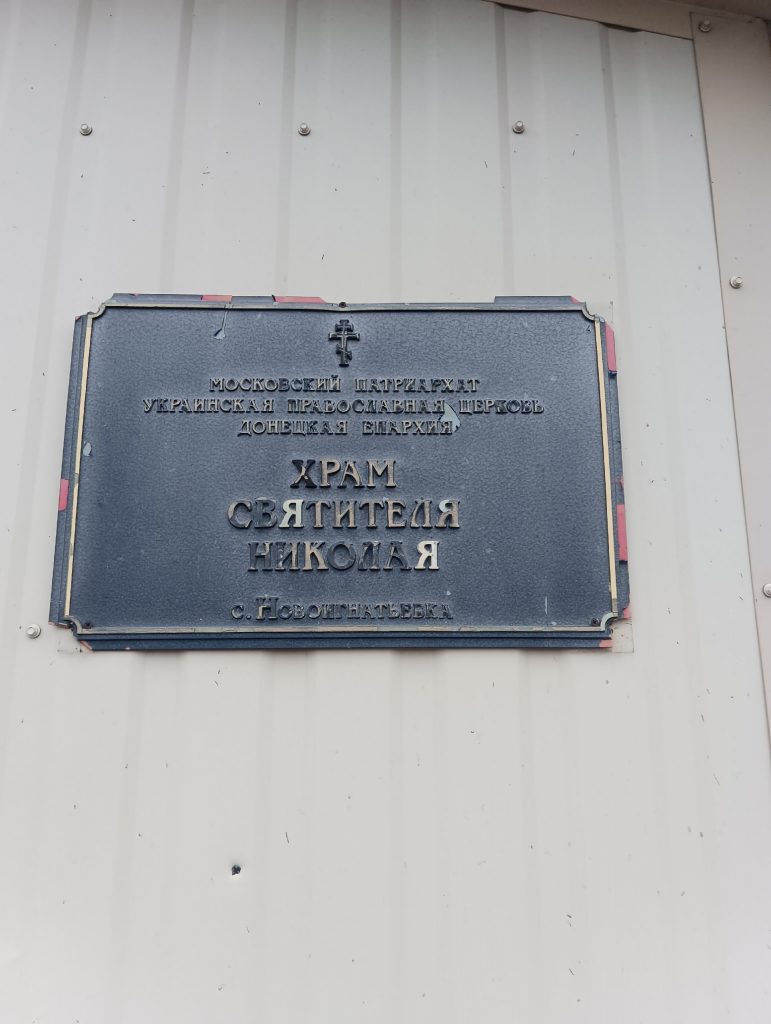 МОСКОВСКИЙ ПАТРИАРХАТ
УКРАИНСКАЯ ПРАВОСЛАВНАЯ ЦЕРКОВЬ
ДОНЕЦКАЯ ЕПАРХИЯ
ХРАМ
СВЯТИТЕЛЯ
НИКОЛАЯ
с. Новоигнатьевка